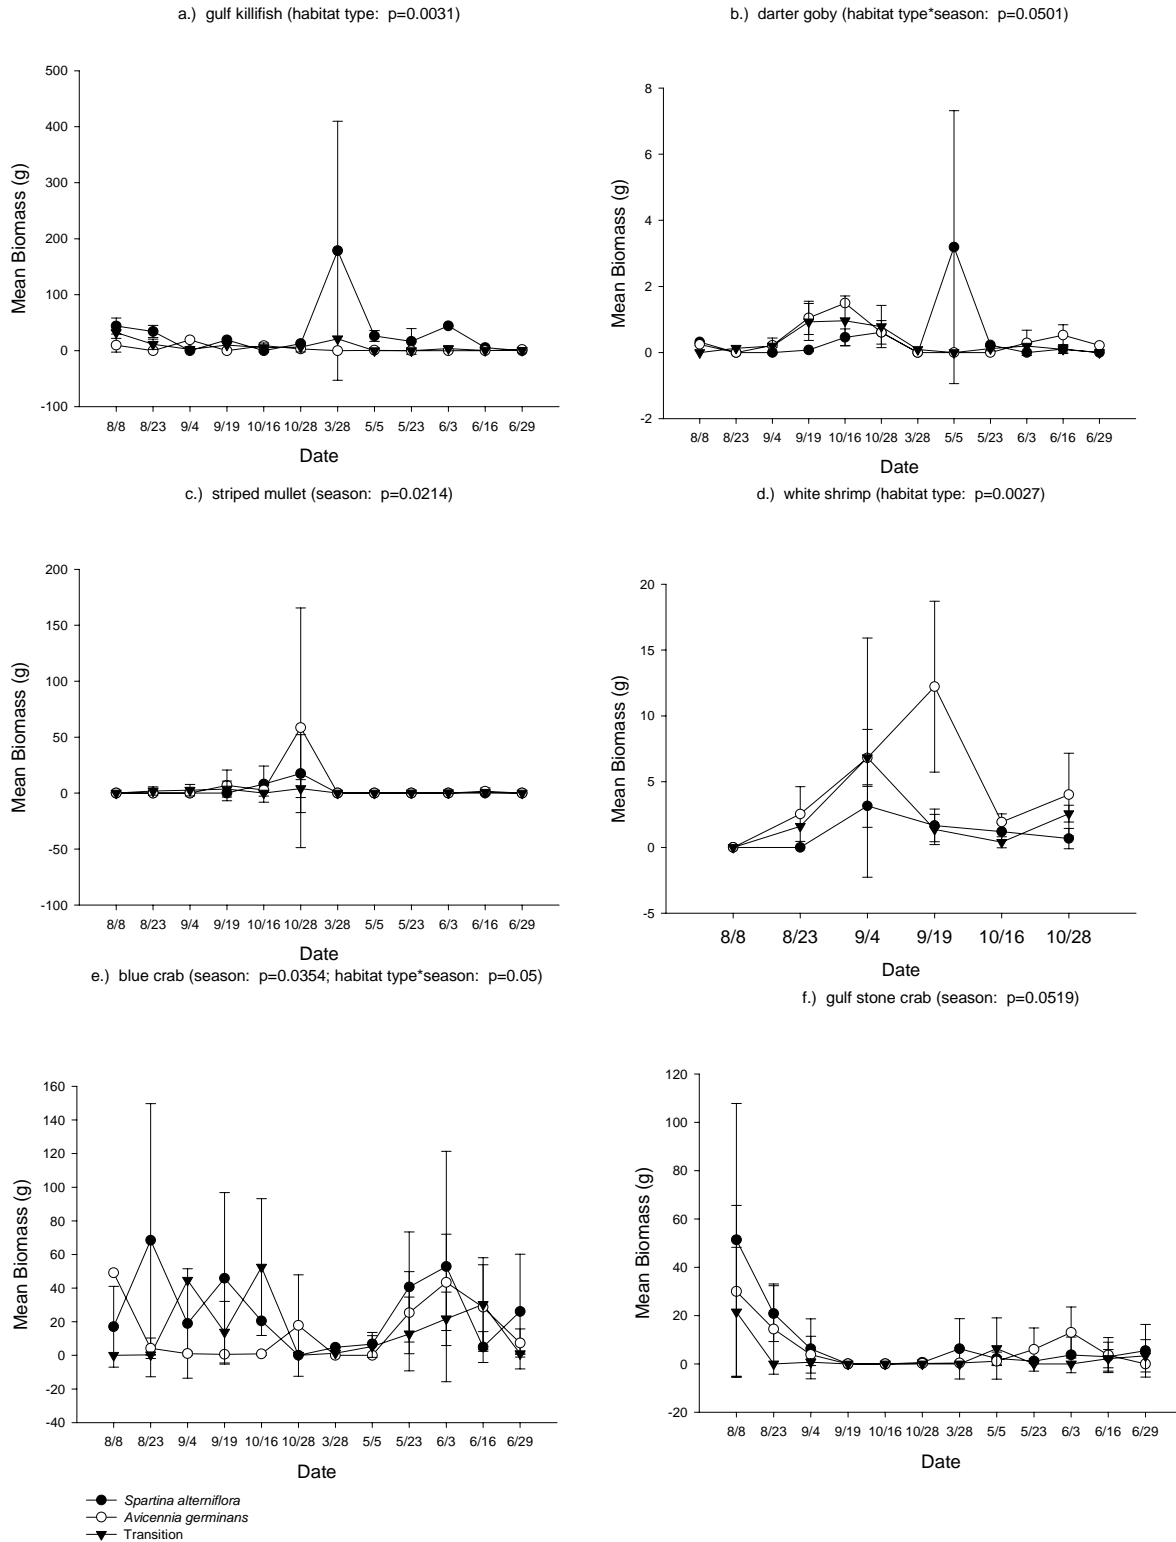 a.) gulf killifish (habitat type: p=0.0031)
500
400
300
200
100
0
-100
Mean Biomass (g)
8/8 8/23 9/4 9/19 10/16 10/28 3/28 5/5 5/23 6/3 6/16 6/29
Date
b.) darter goby (habitat type*season: p=0.0501)
8
6
4
2
0
-2
Mean Biomass (g)
8/8 8/23 9/4 9/19 10/16 10/28 3/28 5/5 5/23 6/3 6/16 6/29
Date
c.) striped mullet (season: p=0.0214)
200
150
100
50
0
-50
-100
Mean Biomass (g)
8/8 8/23 9/4 9/19 10/16 10/28 3/28 5/5 5/23 6/3 6/16 6/29
Date
d.) white shrimp (habitat type: p=0.0027)
20
15
10
5
0
-5
Mean Biomass (g)
8/8 8/23 9/4 9/19 10/16 10/28
Date
e.) blue crab (season: p=0.0354; habitat type*season: p=0.05)
160
140
120
100
80
60
40
20
0
-20
-40
Mean Biomass (g)
8/8 8/23 9/4 9/19 10/16 10/28 3/28 5/5 5/23 6/3 6/16 6/29
Date
f.) gulf stone crab (season: p=0.0519)
120
100
80
60
40
20
0
-20
Mean Biomass (g)
8/8 8/23 9/4 9/19 10/16 10/28 3/28 5/5 5/23 6/3 6/16 6/29
Date
Spartina alterniflora
Avicennia germinans
Transition